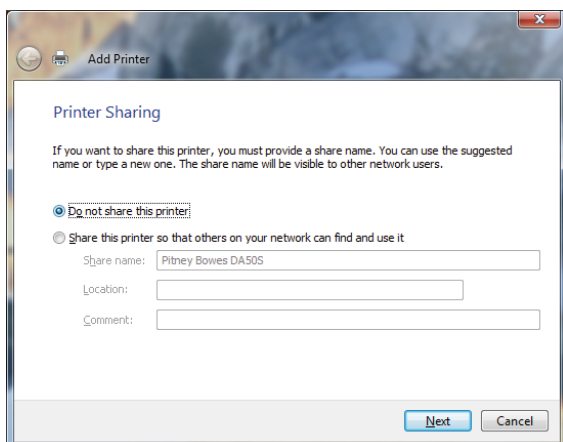 Add Printer
Printer Sharing
If you want to share this printer, you must provide a share name. You can use the suggested
name or type a new one. The share name will be visible to other network users.
Do not share this printer
Share this printer so that others on your network can find and use it
Share name: Pitney Bowes DA50S
Location:
Comment:
Next Cancel